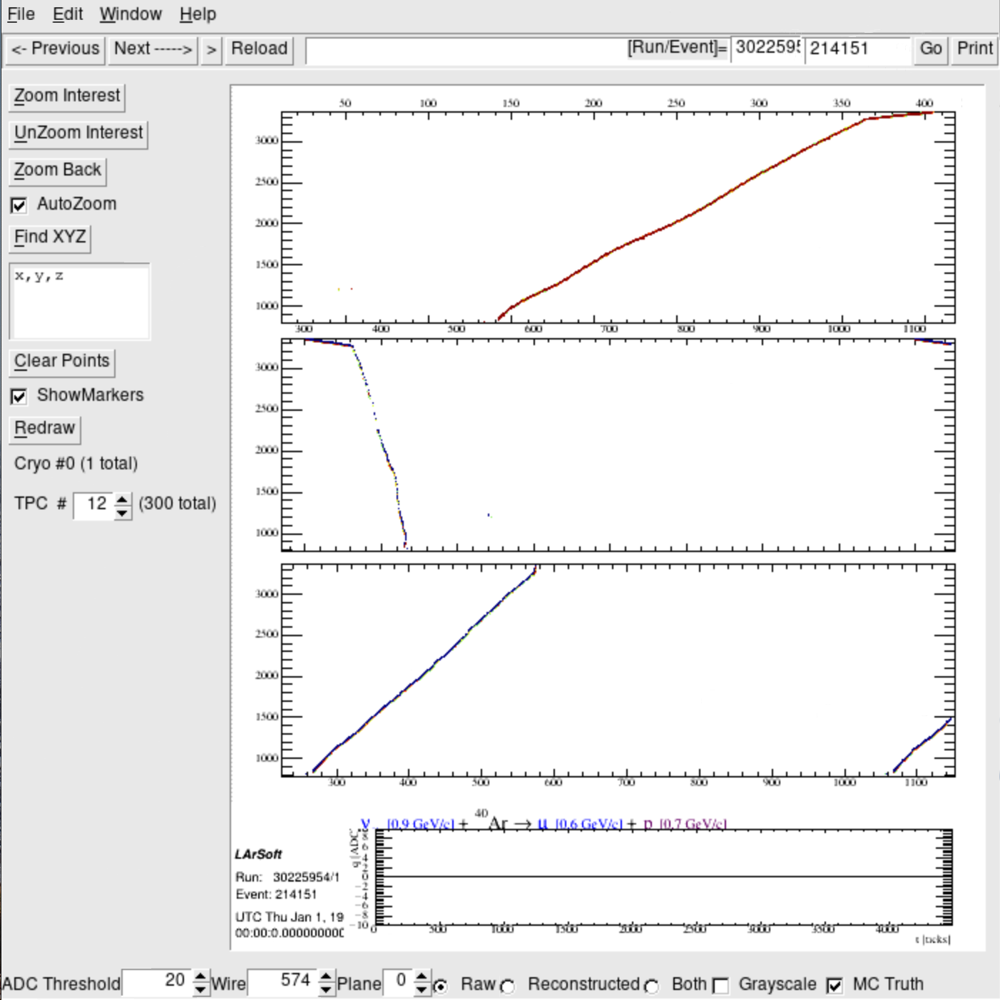 File Edit Window Help
<- Previous Next -----> > Reload [Run/Event]= 3022595 214151 Go Print
Zoom Interest
UnZoom Interest
Zoom Back
AutoZoom
Find XYZ
x,y,z
Clear Points
ShowMarkers
Redraw
Cryo #0 (1 total)
TPC # 12 (300 total)
50 100 150 200 250 300 350 400
3000
2500
2000
1500
1000
300 400 500 600 700 800 900 1000 1100
3000
2500
2000
1500
1000
3000
2500
2000
1500
1000
300 400 500 600 700 800 900 1000 1100
[0.9 GeV/c] + 40Ar → μ [0.6 GeV/c] + p [0.7 GeV/c]
q [ADC]
6
4
2
0
−2
−4
−6
−8
−10
0 500 1000 1500 2000 2500 3000 3500 4000
t [ticks]
LArSoft
Run: 30225954/1
Event: 214151
UTC Thu Jan 1, 19
00:00:0.000000000
ADC Threshold 20 Wire 574 Plane 0 Raw Reconstructed Both Grayscale MC Truth